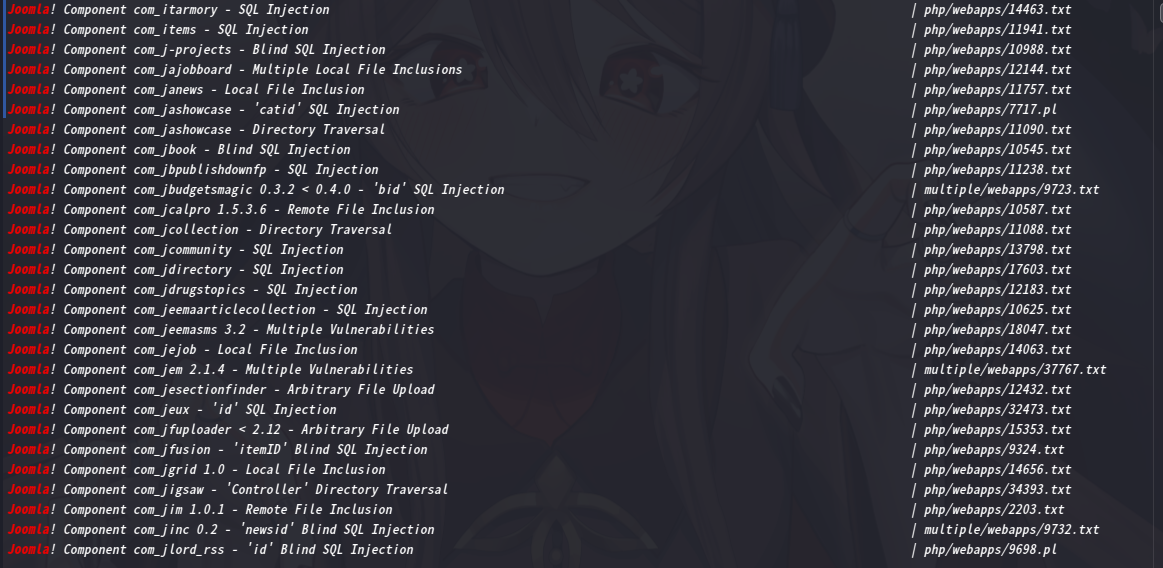 Joomla! Component com_itarmory - SQL Injection | php/webapps/14463.txt
Joomla! Component com_items - SQL Injection | php/webapps/11941.txt
Joomla! Component com_j-projects - Blind SQL Injection | php/webapps/10988.txt
Joomla! Component com_jajobboard - Multiple Local File Inclusions | php/webapps/12144.txt
Joomla! Component com_janews - Local File Inclusion | php/webapps/11757.txt
Joomla! Component com_jashowcase - 'catid' SQL Injection | php/webapps/7717.pl
Joomla! Component com_jashowcase - Directory Traversal | php/webapps/11090.txt
Joomla! Component com_jbook - Blind SQL Injection | php/webapps/10545.txt
Joomla! Component com_jbpublishdownfp - SQL Injection | php/webapps/11238.txt
Joomla! Component com_jbudgetsmagic 0.3.2 < 0.4.0 - 'bid' SQL Injection | multiple/webapps/9723.txt
Joomla! Component com_jcalpro 1.5.3.6 - Remote File Inclusion | php/webapps/10587.txt
Joomla! Component com_jcollection - Directory Traversal | php/webapps/11088.txt
Joomla! Component com_jcommunity - SQL Injection | php/webapps/13798.txt
Joomla! Component com_jdirectory - SQL Injection | php/webapps/17603.txt
Joomla! Component com_jdrugstopics - SQL Injection | php/webapps/12183.txt
Joomla! Component com_jeemaarticlecollection - SQL Injection | php/webapps/10625.txt
Joomla! Component com_jeemasms 3.2 - Multiple Vulnerabilities | php/webapps/18047.txt
Joomla! Component com_jejob - Local File Inclusion | php/webapps/14063.txt
Joomla! Component com_jem 2.1.4 - Multiple Vulnerabilities | multiple/webapps/37767.txt
Joomla! Component com_jesectionfinder - Arbitrary File Upload | php/webapps/12432.txt
Joomla! Component com_jeux - 'id' SQL Injection | php/webapps/32473.txt
Joomla! Component com_jfuploader < 2.12 - Arbitrary File Upload | php/webapps/15353.txt
Joomla! Component com_jfusion - 'itemID' Blind SQL Injection | php/webapps/9324.txt
Joomla! Component com_jgrid 1.0 - Local File Inclusion | php/webapps/14656.txt
Joomla! Component com_jigsaw - 'Controller' Directory Traversal | php/webapps/34393.txt
Joomla! Component com_jim 1.0.1 - Remote File Inclusion | php/webapps/2203.txt
Joomla! Component com_jinc 0.2 - 'newsid' Blind SQL Injection | multiple/webapps/9732.txt
Joomla! Component com_jlord_rss - 'id' Blind SQL Injection | php/webapps/9698.pl